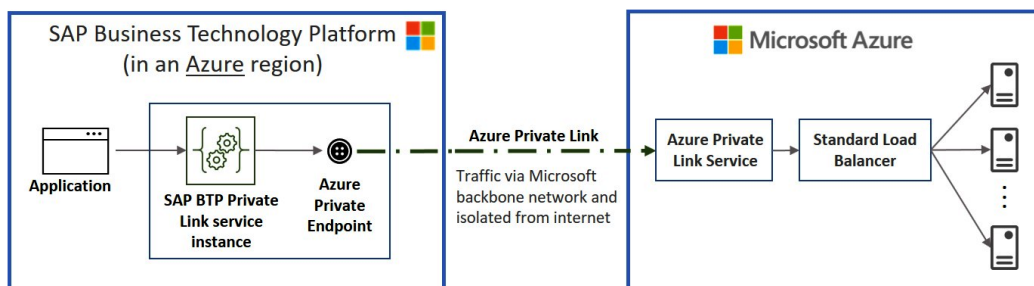 SAP Business Technology Platform
(in an Azure region)
Application
SAP BTP Private
Link service
instance
Azure
Private
Endpoint
Azure Private Link
Traffic via Microsoft
backbone network and
isolated from internet
Microsoft Azure
Azure Private
Link Service
Standard Load
Balancer